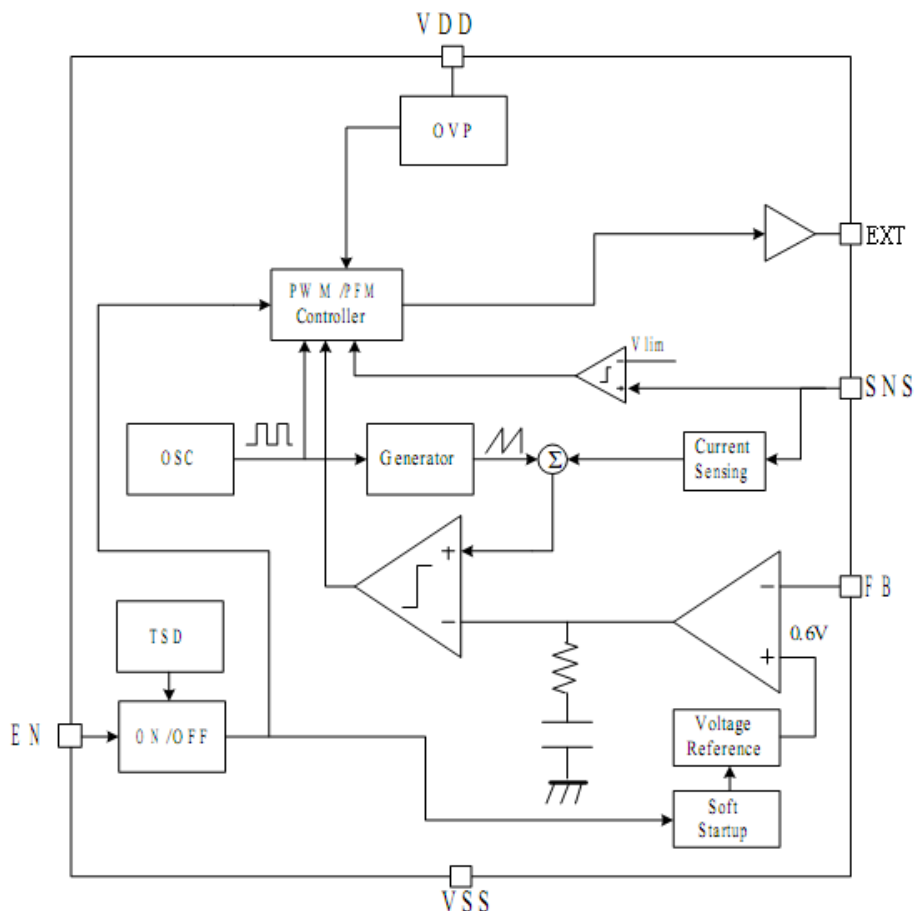 VDD
OVP
EXT
PWM/PFM
Controller
Vlim
+
SNS
OSC
Generator
Σ
Current
Sensing
+
−
−
FB
0.6V
+
TSD
EN
ON/OFF
Voltage
Reference
Soft
Startup
VSS